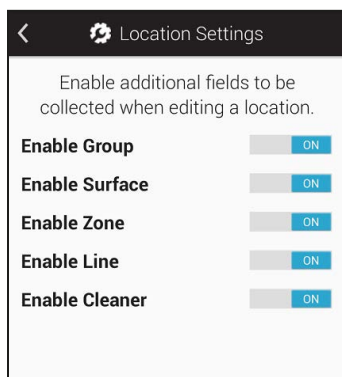 Location Settings
Enable additional fields to be
collected when editing a location.
Enable Group ON
Enable Surface ON
Enable Zone ON
Enable Line ON
Enable Cleaner ON